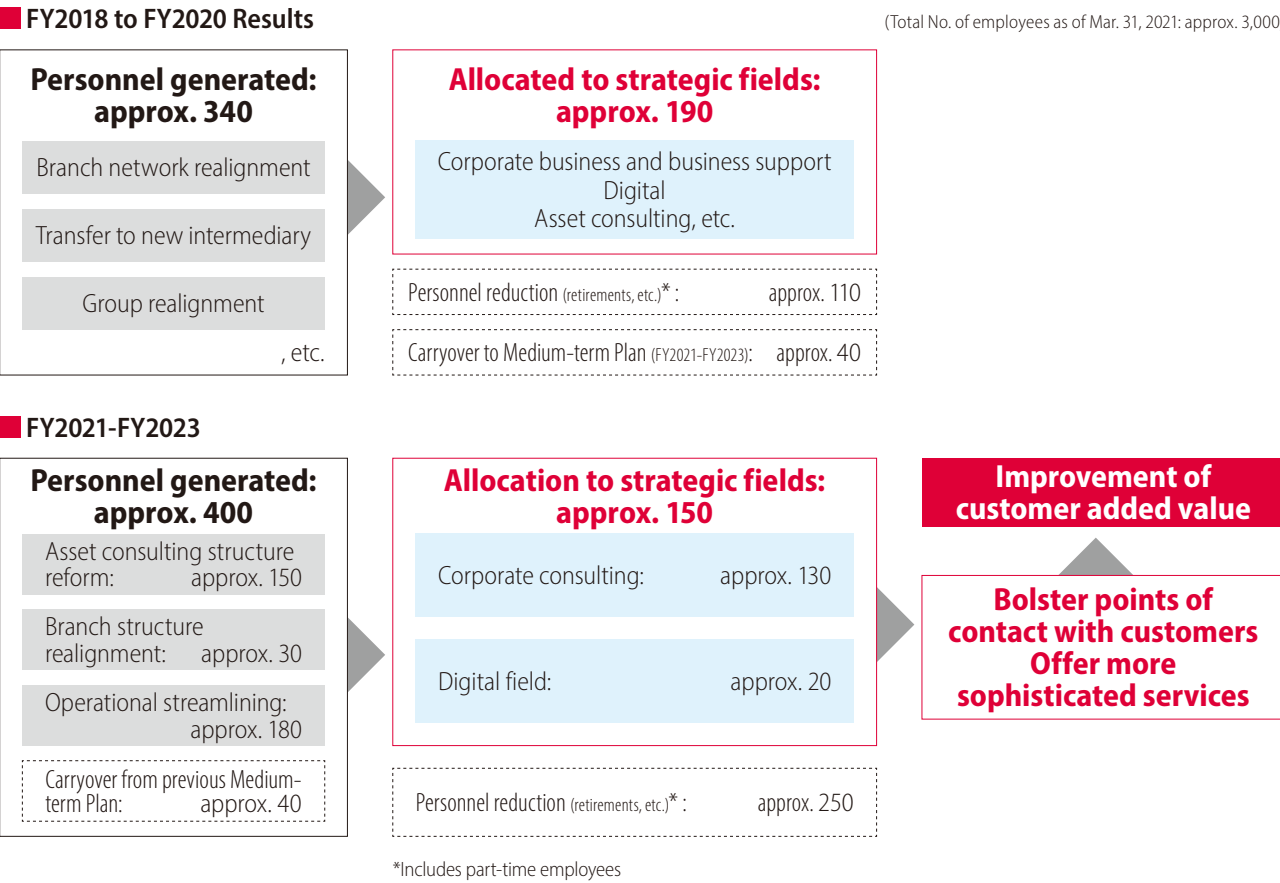 FY2018 to FY2020 Results
(Total No. of employees as of Mar. 31, 2021: approx. 3,000
Personnel generated:
approx. 340
Branch network realignment
Transfer to new intermediary
Group realignment
, etc.
Allocated to strategic fields:
approx. 190
Corporate business and business support
Digital
Asset consulting, etc.
Personnel reduction (retirements, etc.)* : approx. 110
Carryover to Medium-term Plan (FY2021-FY2023): approx. 40
FY2021-FY2023
Personnel generated:
approx. 400
Asset consulting structure
reform: approx. 150
Branch structure
realignment: approx. 30
Operational streamlining:
approx. 180
Carryover from previous Medium-
term Plan: approx. 40
Allocation to strategic fields:
approx. 150
Corporate consulting: approx. 130
Digital field: approx. 20
Personnel reduction (retirements, etc.)* : approx. 250
Improvement of
customer added value
Bolster points of
contact with customers
Offer more
sophisticated services
*Includes part-time employees